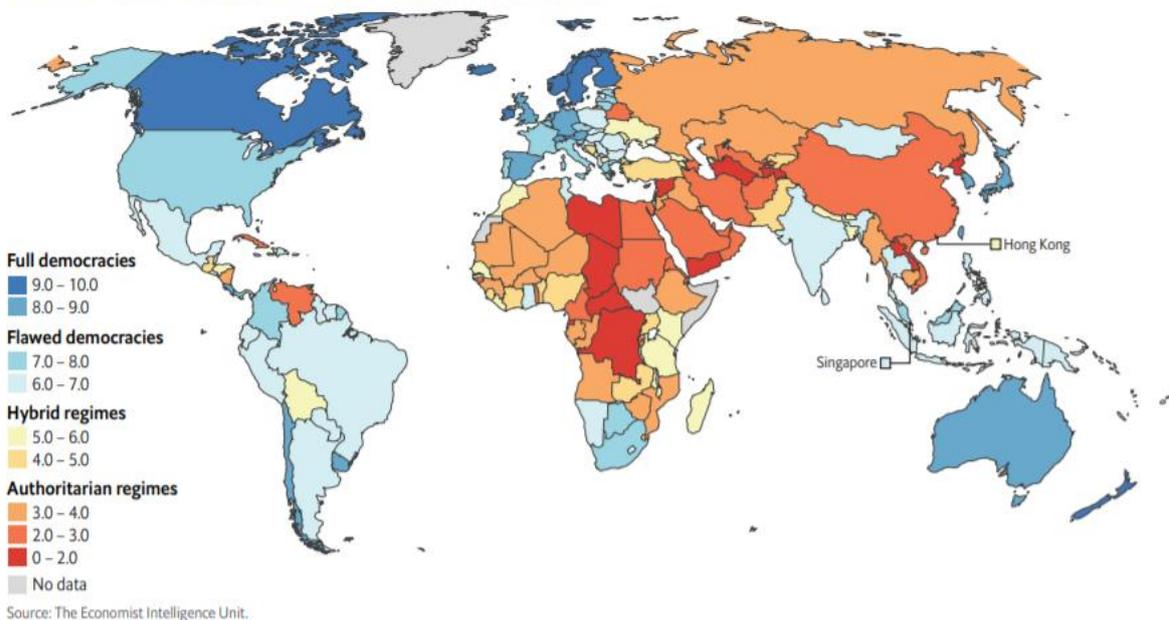 Full democracies
9.0 – 10.0
8.0 – 9.0
Flawed democracies
7.0 – 8.0
6.0 – 7.0
Hybrid regimes
5.0 – 6.0
4.0 – 5.0
Authoritarian regimes
3.0 – 4.0
2.0 – 3.0
0 – 2.0
No data
Hong Kong
Singapore
Source: The Economist Intelligence Unit.